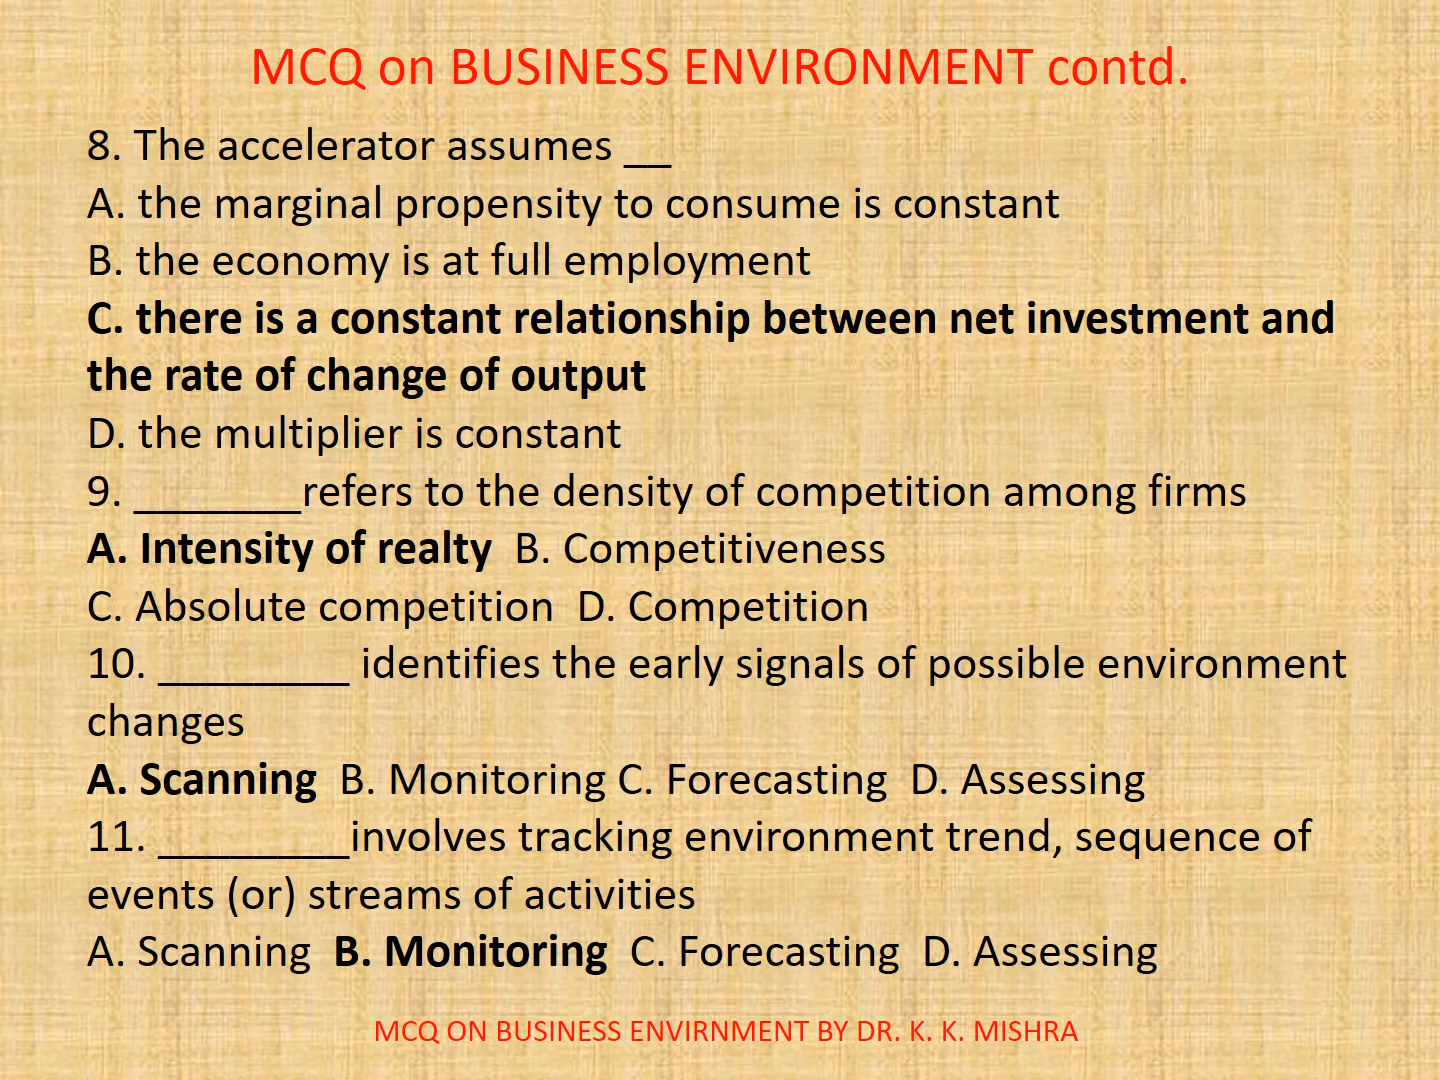 MCQ on BUSINESS ENVIRONMENT contd.
8. The accelerator assumes __
A. the marginal propensity to consume is constant
B. the economy is at full employment
C. there is a constant relationship between net investment and
the rate of change of output
D. the multiplier is constant
9. _______refers to the density of competition among firms
A. Intensity of realty  B. Competitiveness
C. Absolute competition  D. Competition
10. ________ identifies the early signals of possible environment
changes
A. Scanning  B. Monitoring C. Forecasting  D. Assessing
11. ________involves tracking environment trend, sequence of
events (or) streams of activities
A. Scanning  B. Monitoring  C. Forecasting  D. Assessing
MCQ ON BUSINESS ENVIRNMENT BY DR. K. K. MISHRA